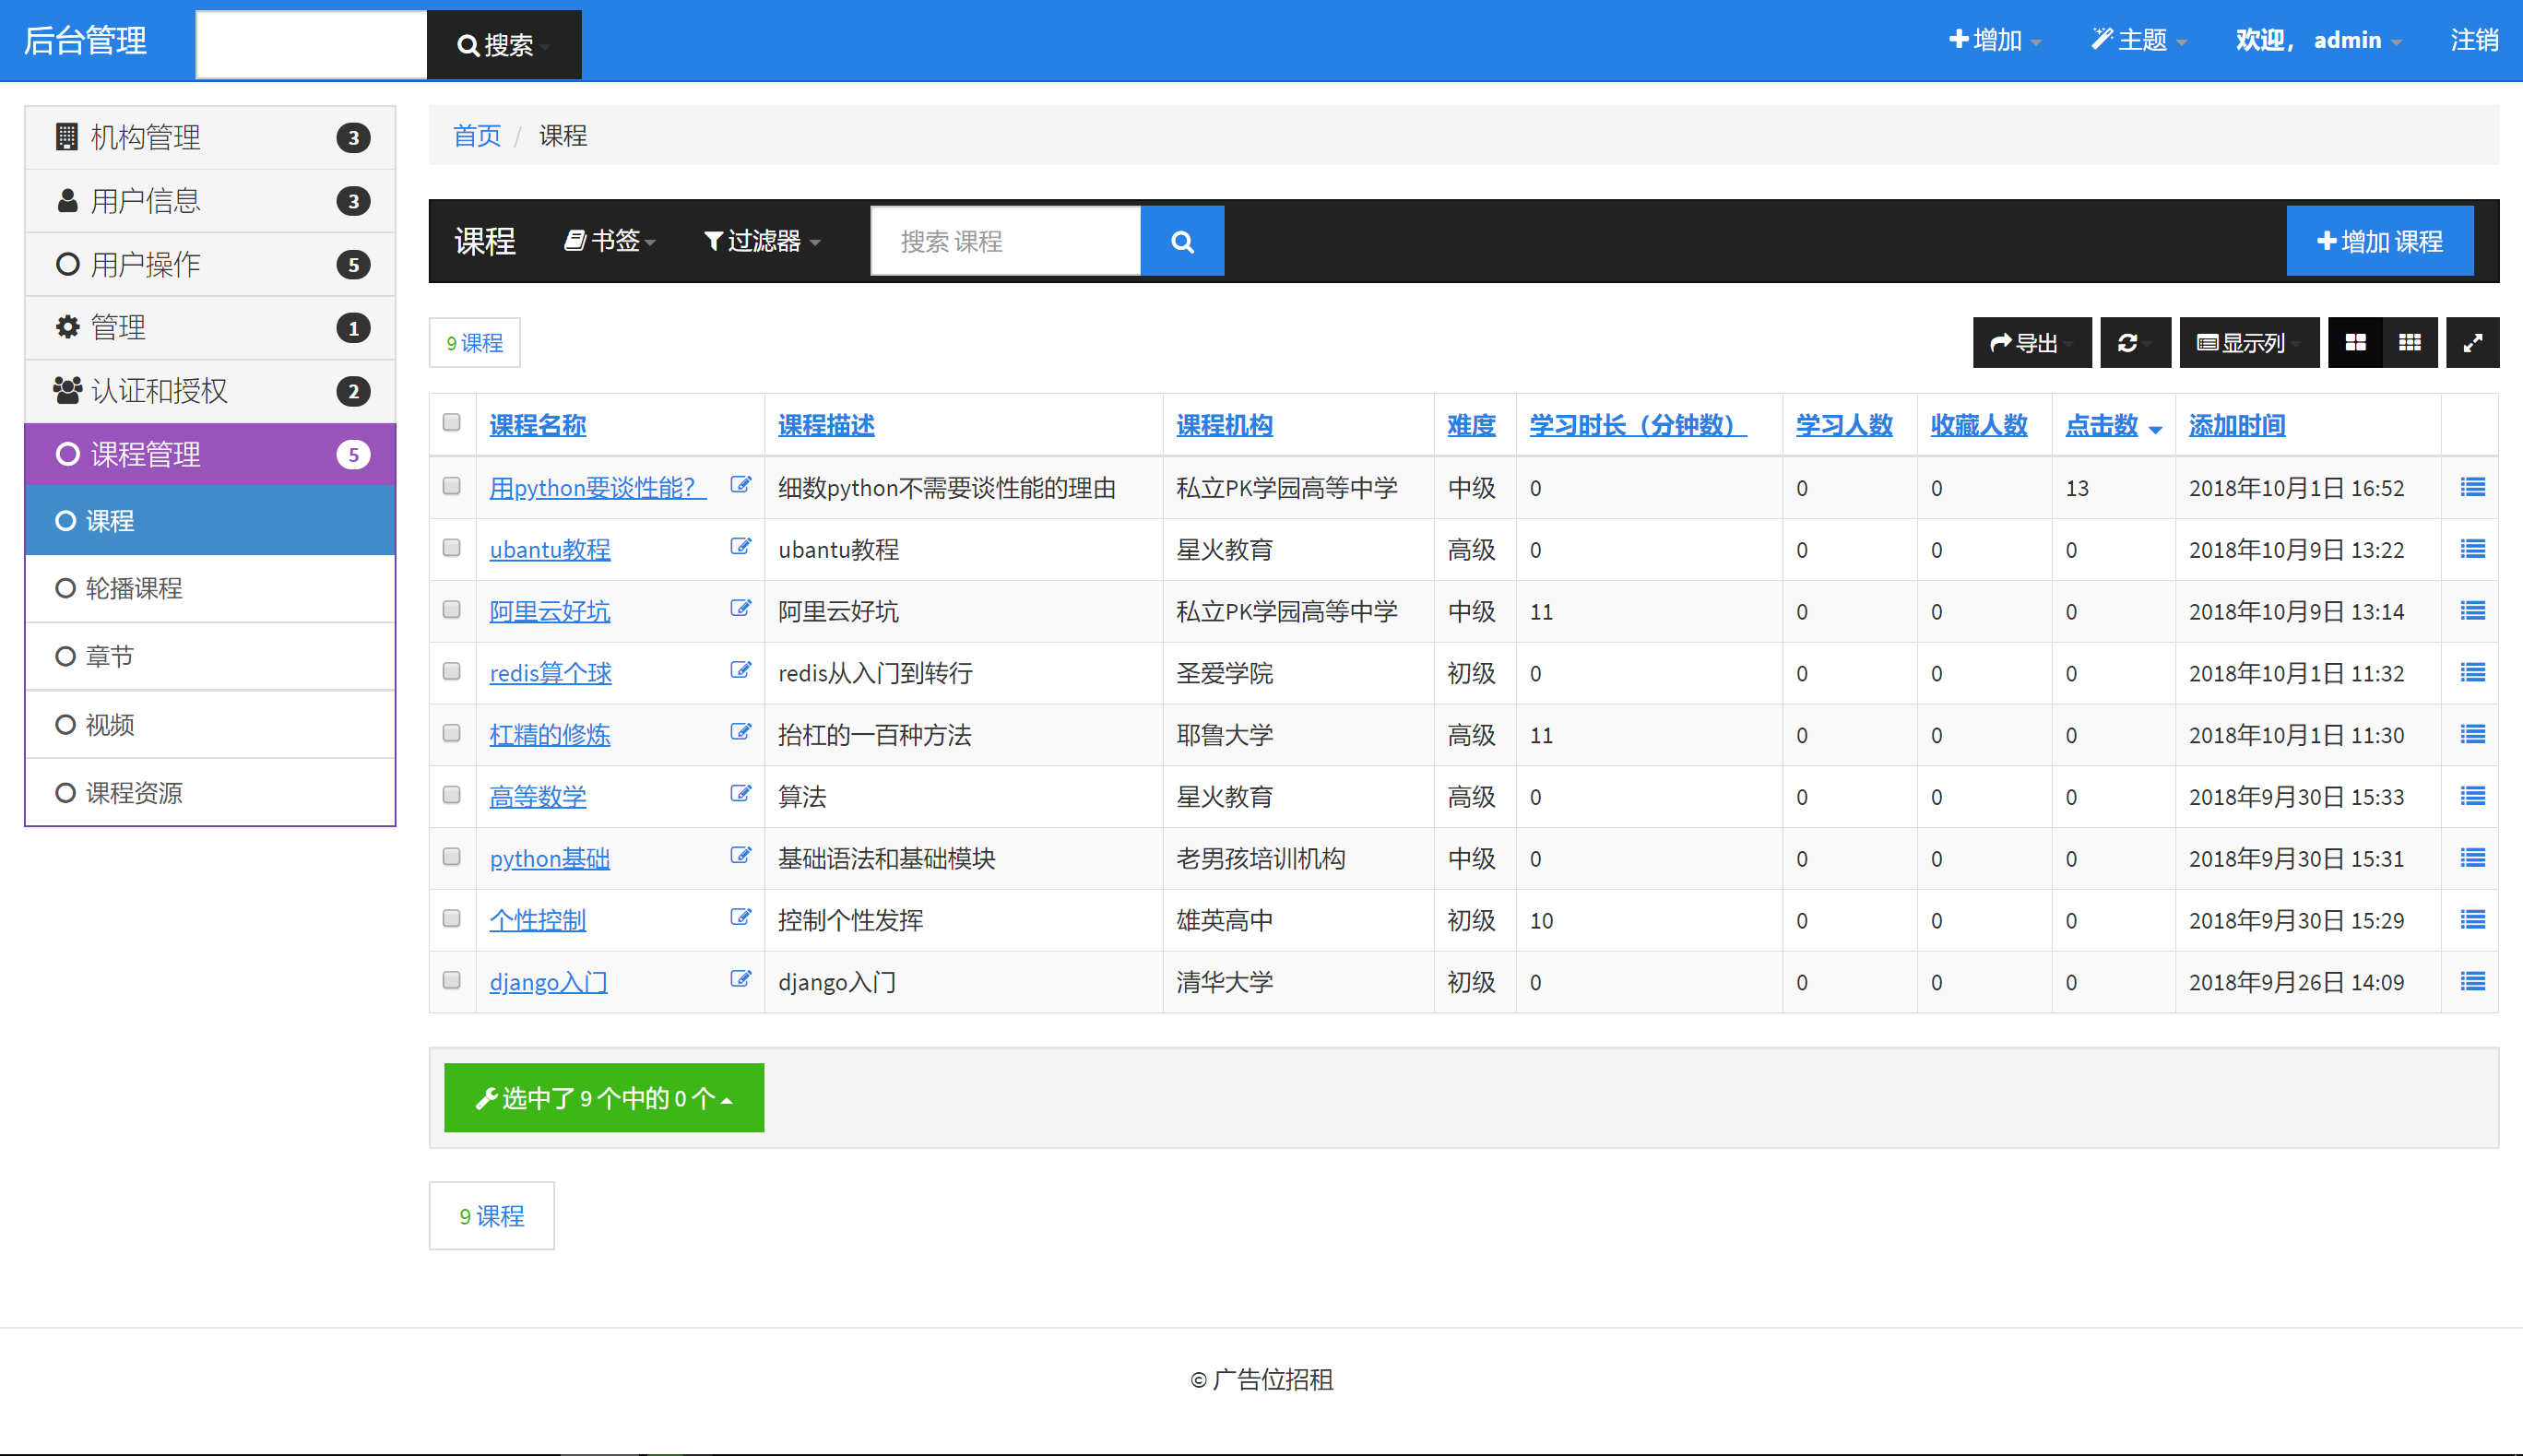 后台管理 搜索 增加 主题 欢迎， admin 注销
机构管理 3
用户信息 3
用户操作 5
管理 1
认证和授权 2
课程管理 5
课程
轮播课程
章节
视频
课程资源
首页 / 课程
课程 书签 过滤器 搜索 课程 增加 课程
9 课程 导出 显示列
课程名称 课程描述 课程机构 难度 学习时长（分钟数） 学习人数 收藏人数 点击数 添加时间
用python要谈性能？ 细数python不需要谈性能的理由 私立PK学园高等中学 中级 0 0 0 13 2018年10月1日 16:52
ubantu教程 ubantu教程 星火教育 高级 0 0 0 0 2018年10月9日 13:22
阿里云好坑 阿里云好坑 私立PK学园高等中学 中级 11 0 0 0 2018年10月9日 13:14
redis算个球 redis从入门到转行 圣爱学院 初级 0 0 0 0 2018年10月1日 11:32
杠精的修炼 抬杠的一百种方法 耶鲁大学 高级 11 0 0 0 2018年10月1日 11:30
高等数学 算法 星火教育 高级 0 0 0 0 2018年9月30日 15:33
python基础 基础语法和基础模块 老男孩培训机构 中级 0 0 0 0 2018年9月30日 15:31
个性控制 控制个性发挥 雄英高中 初级 10 0 0 0 2018年9月30日 15:29
django入门 django入门 清华大学 初级 0 0 0 0 2018年9月26日 14:09
选中了 9 个中的 0 个
9 课程
© 广告位招租